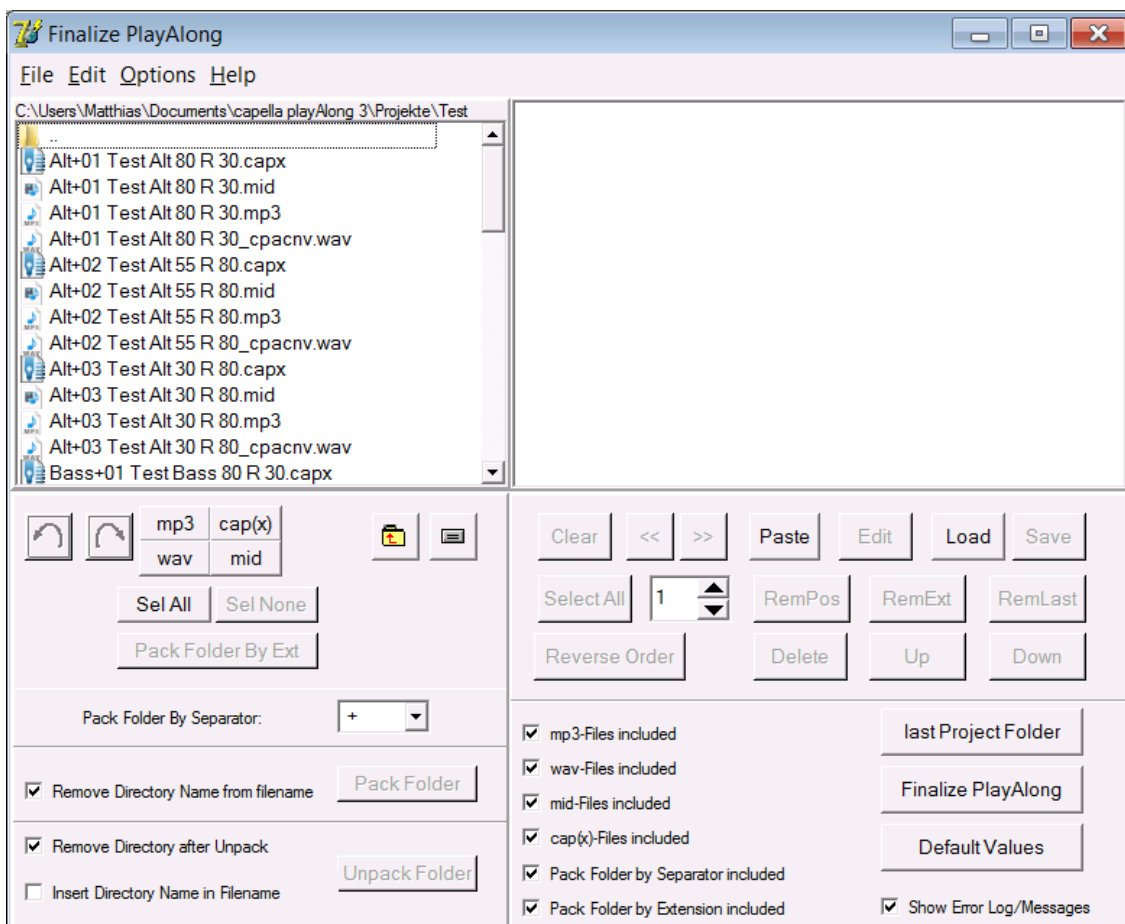 Finalize PlayAlong
File Edit Options Help
C:\Users\Matthias\Documents\capella playAlong 3\Projekte\Test
..
Alt+01 Test Alt 80 R 30.capx
Alt+01 Test Alt 80 R 30.mid
Alt+01 Test Alt 80 R 30.mp3
Alt+01 Test Alt 80 R 30_cpacnv.wav
Alt+02 Test Alt 55 R 80.capx
Alt+02 Test Alt 55 R 80.mid
Alt+02 Test Alt 55 R 80.mp3
Alt+02 Test Alt 55 R 80_cpacnv.wav
Alt+03 Test Alt 30 R 80.capx
Alt+03 Test Alt 30 R 80.mid
Alt+03 Test Alt 30 R 80.mp3
Alt+03 Test Alt 30 R 80_cpacnv.wav
Bass+01 Test Bass 80 R 30.capx
mp3 cap(x)
wav mid
Sel All Sel None
Pack Folder By Ext
Pack Folder By Separator: +
Remove Directory Name from filename Pack Folder
Remove Directory after Unpack
Unpack Folder
Insert Directory Name in Filename
Clear << >> Paste Edit Load Save
Select All 1 RemPos RemExt RemLast
Reverse Order Delete Up Down
mp3-Files included
wav-Files included
mid-Files included
cap(x)-Files included
Pack Folder by Separator included
Pack Folder by Extension included
last Project Folder
Finalize PlayAlong
Default Values
Show Error Log/Messages